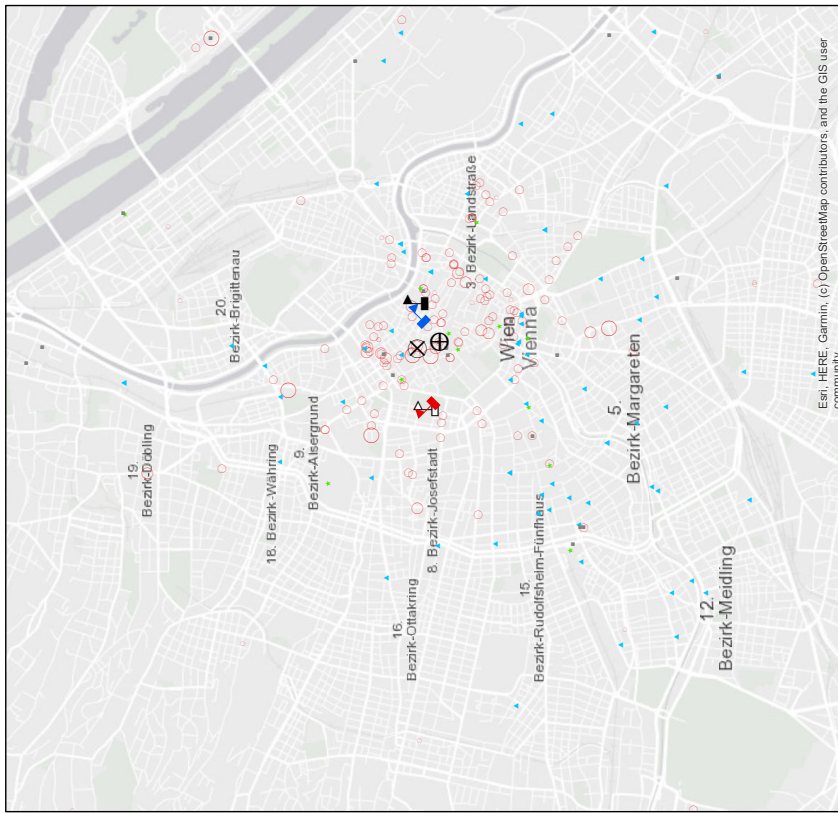 19.
Bezirk-Döbling
20.
Bezirk-Brigittenau
18. Bezirk-Währing
9.
Bezirk-Alsergrund
16.
Bezirk-Ottakring
8. Bezirk-Josefstadt
3. Bezirk-Landstraße
Wien
Vienna
15.
Bezirk-Rudolfsheim-Fünfhaus
5.
Bezirk-Margareten
12.
Bezirk-Meidling
Esri, HERE, Garmin, (c) OpenStreetMap contributors, and the GIS user
community